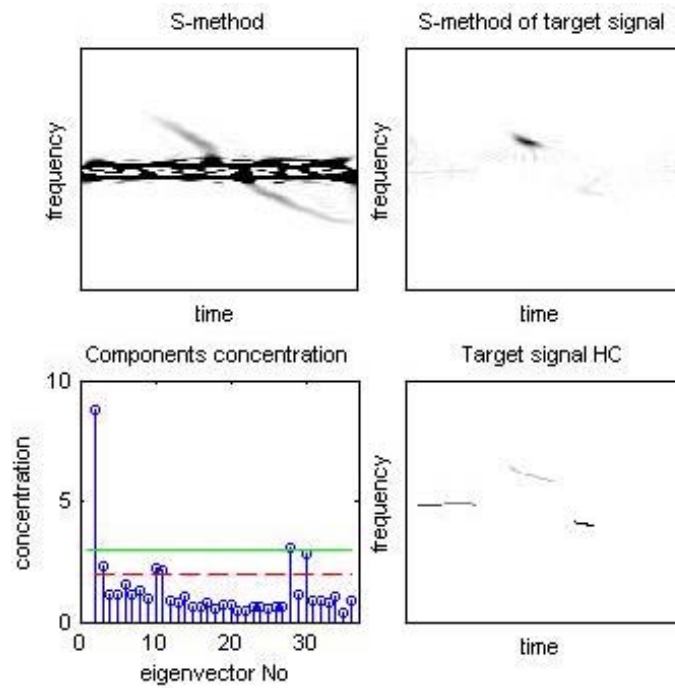 S-method
frequency
time
S-method of target signal
frequency
time
Components concentration
concentration
10
5
0
0
10
20
30
eigenvector No
Target signal HC
frequency
time